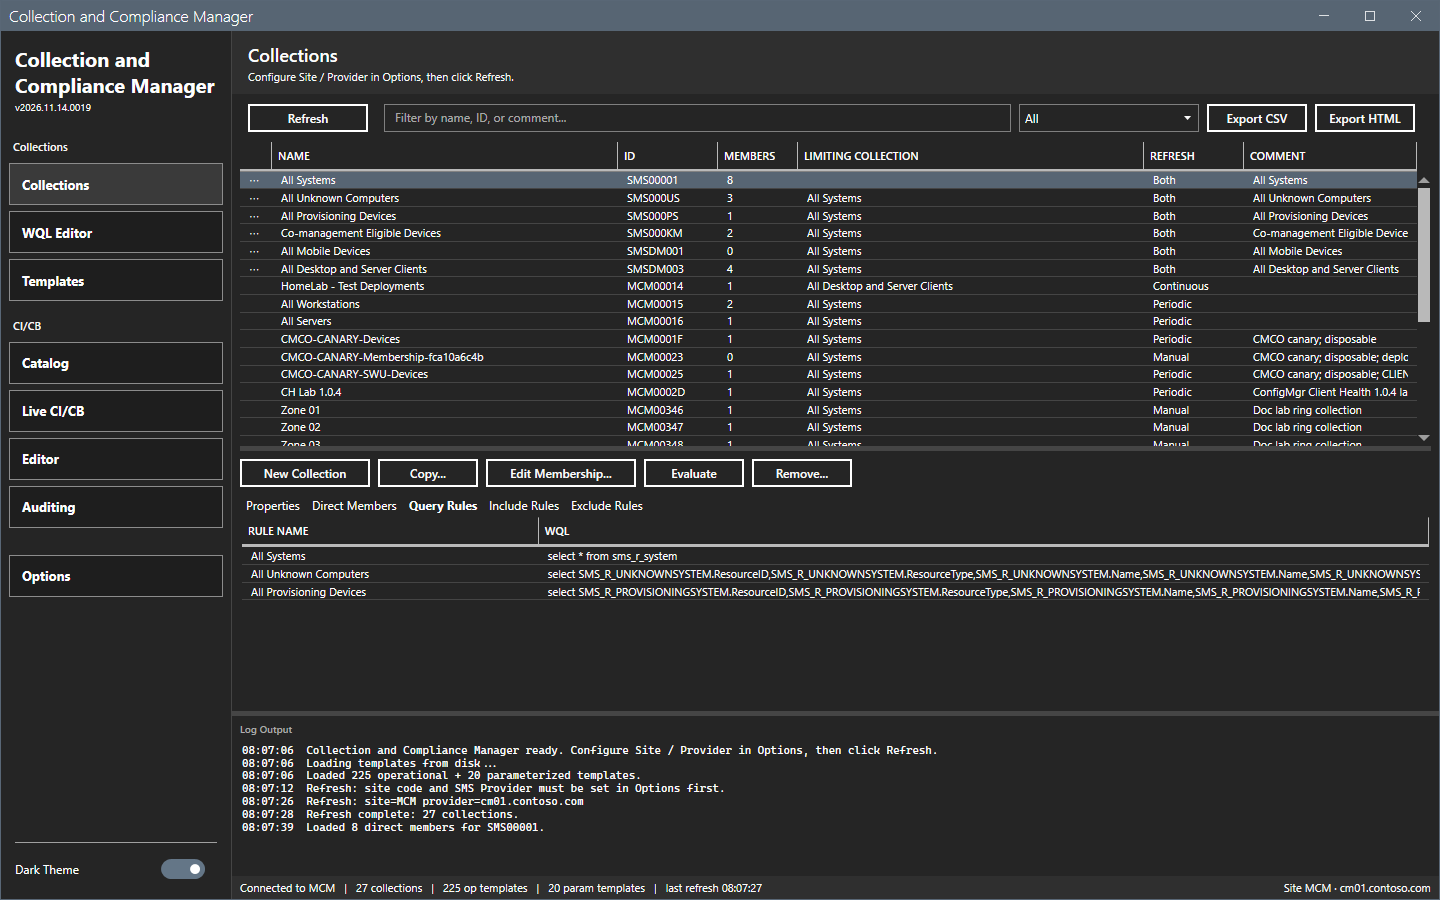 Collection and Compliance Manager
Collection and
Compliance Manager
v2026.11.14.0019
Collections
Collections
WQL Editor
Templates
CI/CB
Catalog
Live CI/CB
Editor
Auditing
Options
Dark Theme
Collections
Configure Site / Provider in Options, then click Refresh.
Refresh
Filter by name, ID, or comment...
All
Export CSV
Export HTML
NAME ID MEMBERS LIMITING COLLECTION REFRESH COMMENT
... All Systems SMS00001 8 Both All Systems
... All Unknown Computers SMS000US 3 All Systems Both All Unknown Computers
... All Provisioning Devices SMS000PS 1 All Systems Both All Provisioning Devices
... Co-management Eligible Devices SMS000KM 2 All Systems Both Co-management Eligible Device
... All Mobile Devices SMSDM001 0 All Systems Both All Mobile Devices
... All Desktop and Server Clients SMSDM003 4 All Systems Both All Desktop and Server Clients
HomeLab - Test Deployments MCM00014 1 All Desktop and Server Clients Continuous
All Workstations MCM00015 2 All Systems Periodic
All Servers MCM00016 1 All Systems Periodic
CMCO-CANARY-Devices MCM0001F 1 All Systems Periodic CMCO canary; disposable
CMCO-CANARY-Membership-fca10a6c4b MCM00023 0 All Systems Manual CMCO canary; disposable; deplo
CMCO-CANARY-SWU-Devices MCM00025 1 All Systems Periodic CMCO canary; disposable; CLIEN
CH Lab 1.0.4 MCM0002D 1 All Systems Periodic ConfigMgr Client Health 1.0.4 la
Zone 01 MCM00346 1 All Systems Manual Doc lab ring collection
Zone 02 MCM00347 1 All Systems Manual Doc lab ring collection
Zone 03 MCM00348 1 All Systems Manual Doc lab ring collection
New Collection
Copy...
Edit Membership...
Evaluate
Remove...
Properties Direct Members Query Rules Include Rules Exclude Rules
RULE NAME WQL
All Systems select * from sms_r_system
All Unknown Computers select SMS_R_UNKNOWNSYSTEM.ResourceID,SMS_R_UNKNOWNSYSTEM.ResourceType,SMS_R_UNKNOWNSYSTEM.Name,SMS_R_UNKNOWNSYSTEM.Name,SMS_R_UNKNOWNSYS
All Provisioning Devices select SMS_R_PROVISIONINGSYSTEM.ResourceID,SMS_R_PROVISIONINGSYSTEM.ResourceType,SMS_R_PROVISIONINGSYSTEM.Name,SMS_R_PROVISIONINGSYSTEM.Name,SMS_R_F
Log Output
08:07:06 Collection and Compliance Manager ready. Configure Site / Provider in Options, then click Refresh.
08:07:06 Loading templates from disk...
08:07:06 Loaded 225 operational + 20 parameterized templates.
08:07:12 Refresh: site code and SMS Provider must be set in Options first.
08:07:26 Refresh: site=MCM provider=cm01.contoso.com
08:07:28 Refresh complete: 27 collections.
08:07:39 Loaded 8 direct members for SMS00001.
Connected to MCM | 27 collections | 225 op templates | 20 param templates | last refresh 08:07:27
Site MCM · cm01.contoso.com